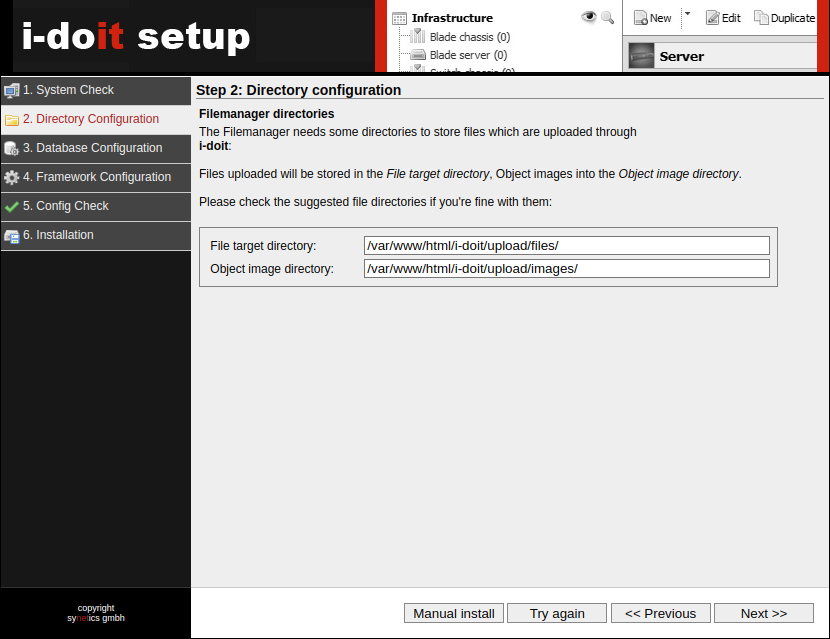 i-doit setup
Infrastructure
Blade chassis (0)
Blade server (0)
Switch chassis (0)
New
Edit
Duplicate
Server
1. System Check
2. Directory Configuration
3. Database Configuration
4. Framework Configuration
5. Config Check
6. Installation
Step 2: Directory configuration
Filemanager directories
The Filemanager needs some directories to store files which are uploaded through
i-doit:
Files uploaded will be stored in the File target directory, Object images into the Object image directory.
Please check the suggested file directories if you're fine with them:
File target directory: /var/www/html/i-doit/upload/files/
Object image directory: /var/www/html/i-doit/upload/images/
copyright
synetics gmbh
Manual install Try again << Previous Next >>